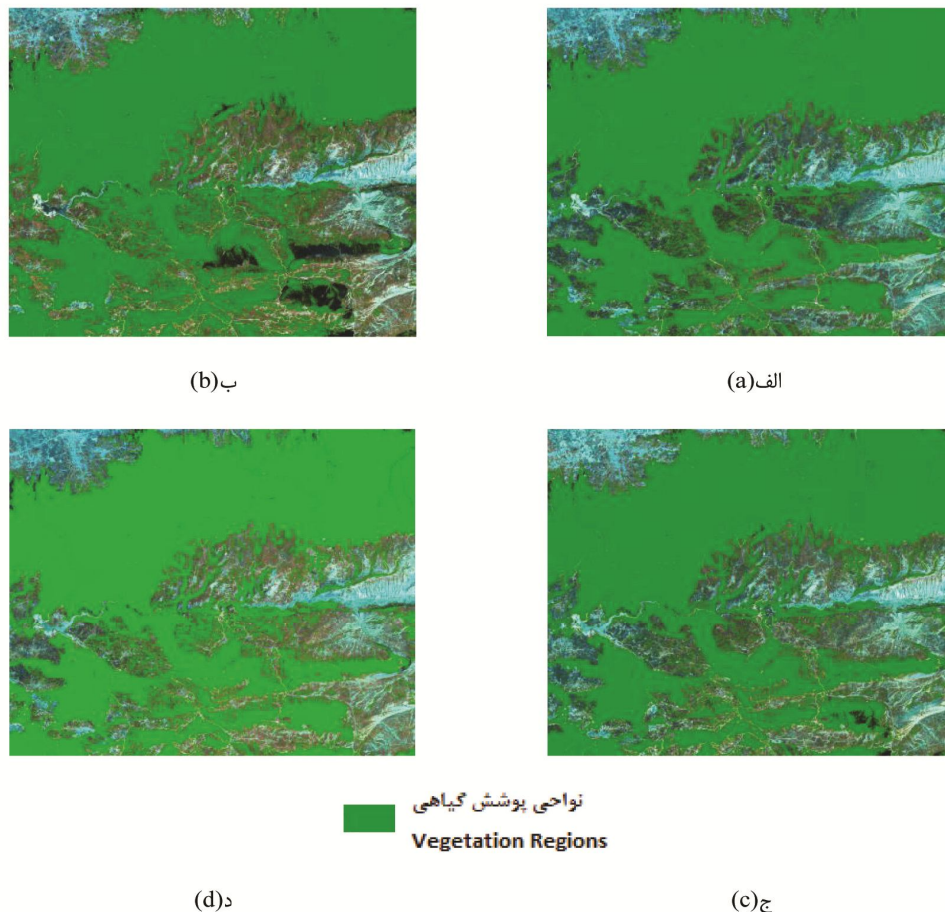 الف(a)
ب(b)
نواحی پوشش گیاهی
Vegetation Regions
ج(c)
د(d)